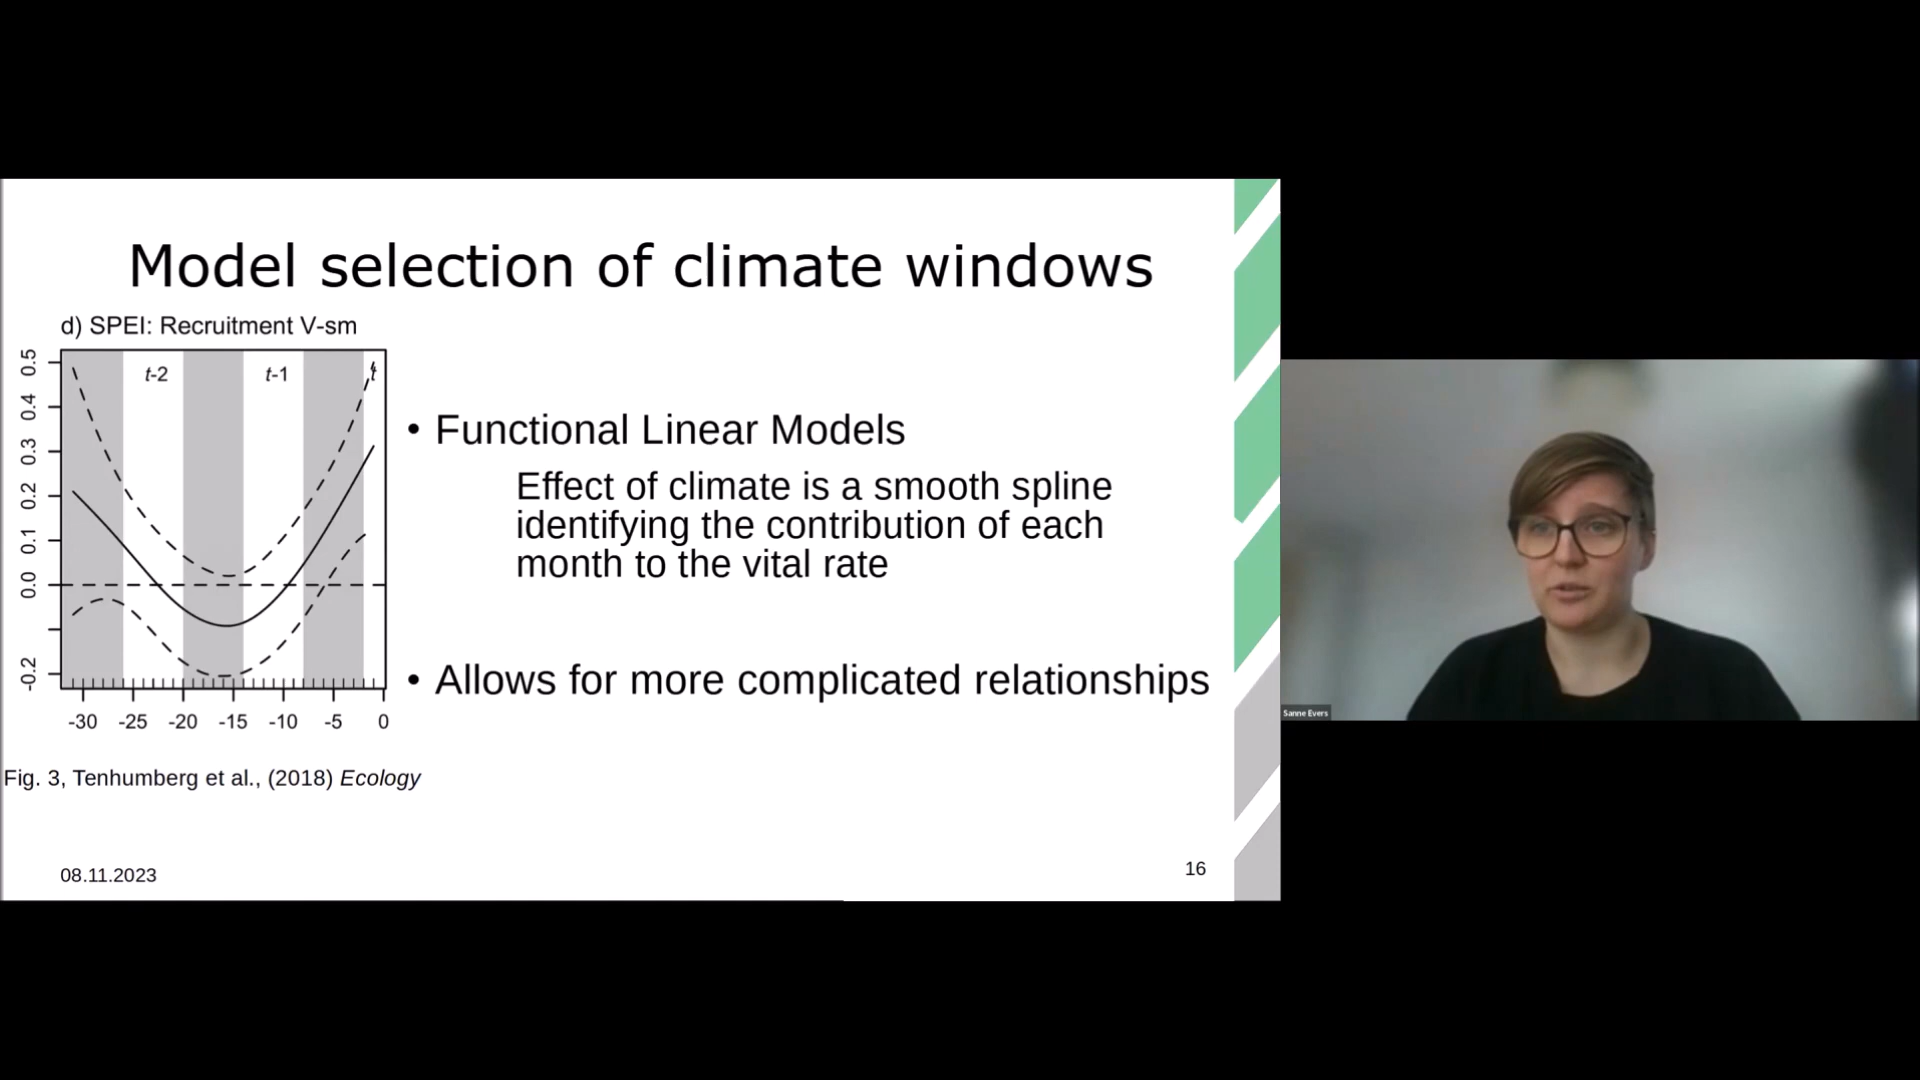 Model selection of climate windows
d) SPEI: Recruitment V-sm
t-2
t-1
t
0.5
0.4
0.3
0.2
0.1
0.0
-0.2
-30 -25 -20 -15 -10 -5 0
Fig. 3, Tenhumberg et al., (2018) Ecology
• Functional Linear Models
Effect of climate is a smooth spline
identifying the contribution of each
month to the vital rate
• Allows for more complicated relationships
08.11.2023
16
Sanne Evers